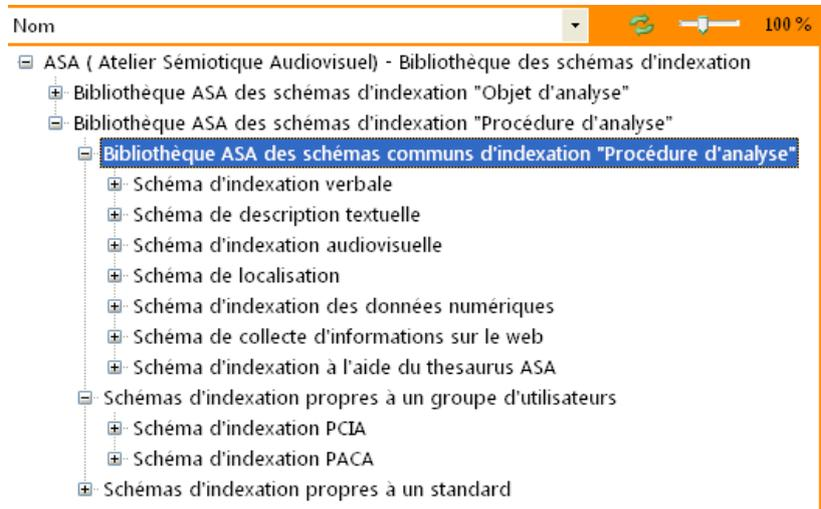 Nom 100 %
ASA ( Atelier Sémiotique Audiovisuel) - Bibliothèque des schémas d'indexation
Bibliothèque ASA des schémas d'indexation "Objet d'analyse"
Bibliothèque ASA des schémas d'indexation "Procédure d'analyse"
Bibliothèque ASA des schémas communs d'indexation "Procédure d'analyse"
Schéma d'indexation verbale
Schéma de description textuelle
Schéma d'indexation audiovisuelle
Schéma de localisation
Schéma d'indexation des données numériques
Schéma de collecte d'informations sur le web
Schéma d'indexation à l'aide du thesaurus ASA
Schémas d'indexation propres à un groupe d'utilisateurs
Schéma d'indexation PCIA
Schéma d'indexation PACA
Schémas d'indexation propres à un standard